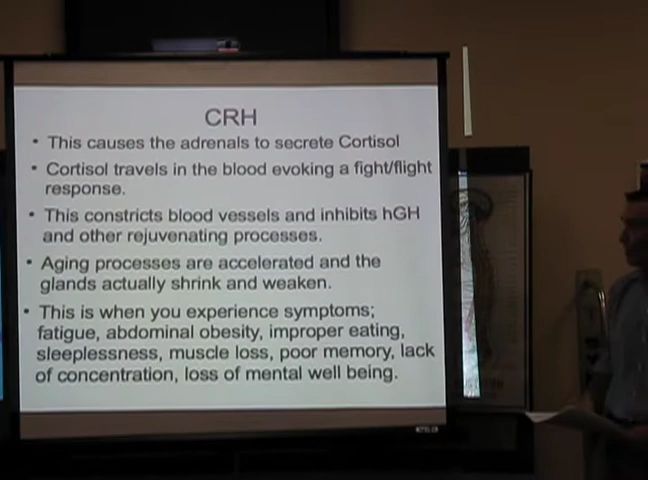 CRH
• This causes the adrenals to secrete Cortisol
• Cortisol travels in the blood evoking a fight/flight
response.
• This constricts blood vessels and inhibits hGH
and other rejuvenating processes.
• Aging processes are accelerated and the
glands actually shrink and weaken.
• This is when you experience symptoms;
fatigue, abdominal obesity, improper eating,
sleeplessness, muscle loss, poor memory, lack
of concentration, loss of mental well being.